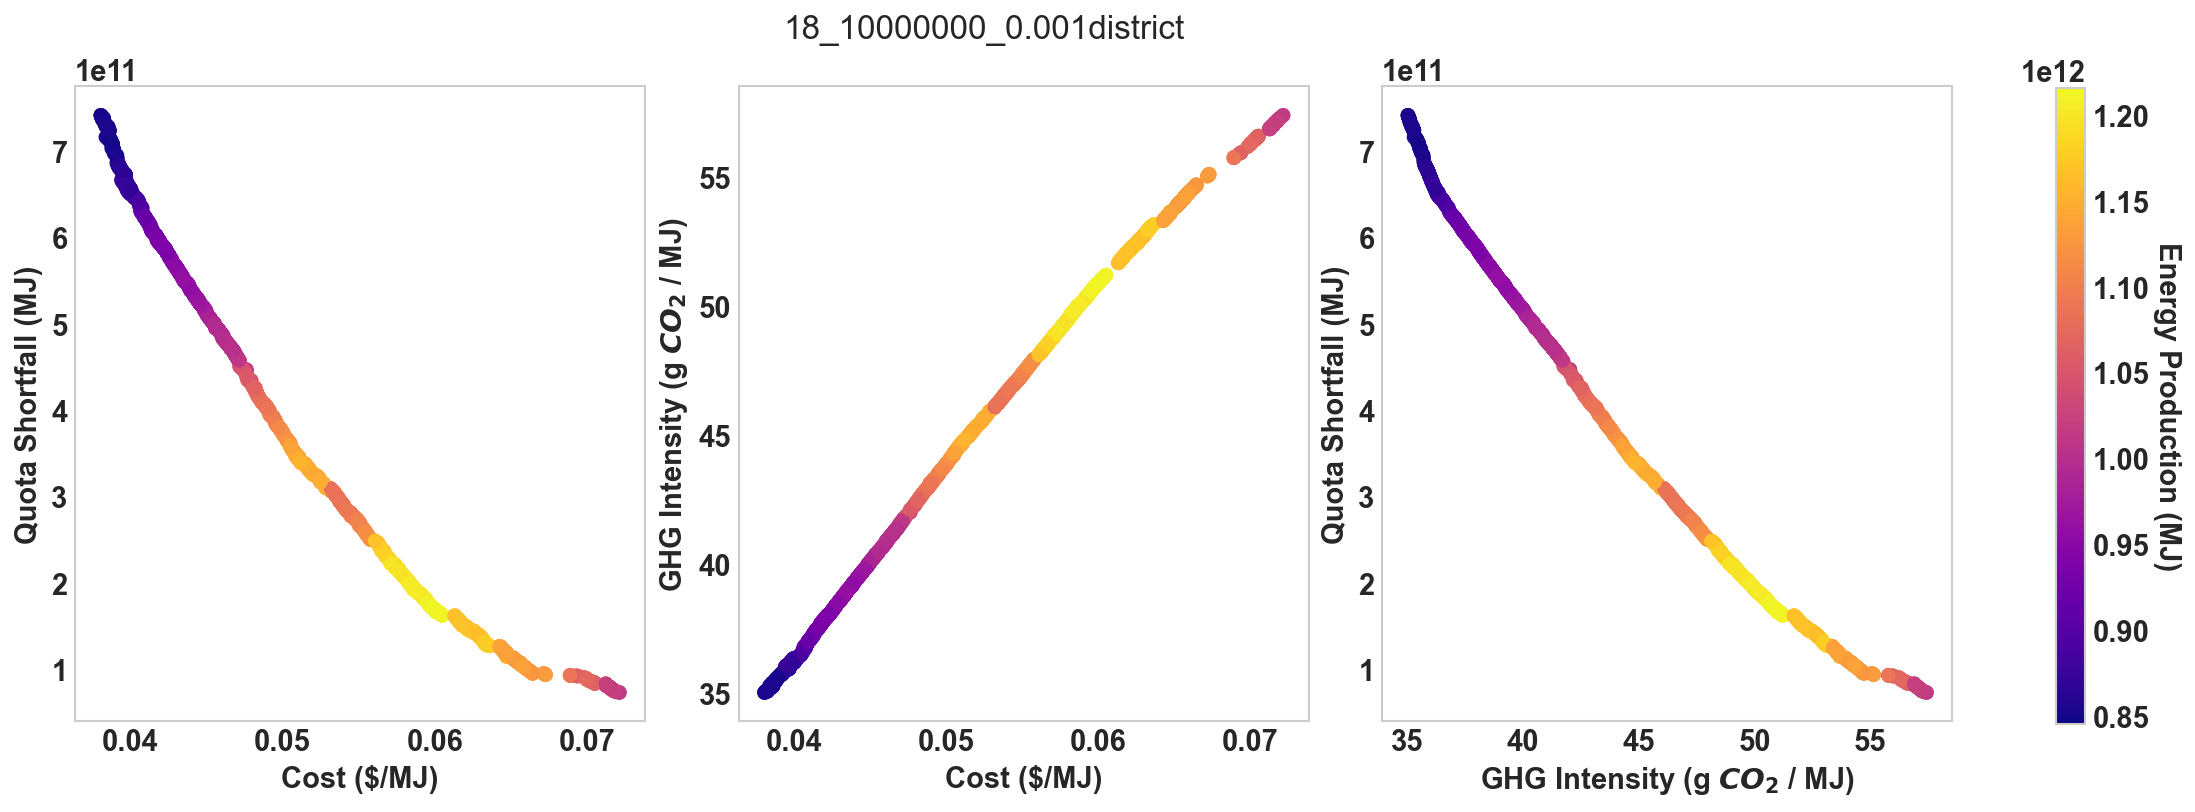 18_10000000_0.001district
1e11
7
6
5
4
3
2
1
Quota Shortfall (MJ)
0.04 0.05 0.06 0.07
Cost ($/MJ)
55
50
45
40
35
GHG Intensity (g CO₂ / MJ)
0.04 0.05 0.06 0.07
Cost ($/MJ)
1e11
7
6
5
4
3
2
1
Quota Shortfall (MJ)
35 40 45 50 55
GHG Intensity (g CO₂ / MJ)
1e12
1.20
1.15
1.10
1.05
1.00
0.95
0.90
0.85
Energy Production (MJ)